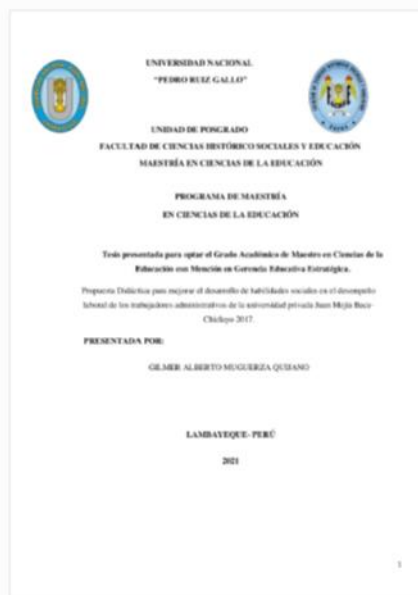 UNIVERSIDAD NACIONAL
"PEDRO RUIZ GALLO"
UNIDAD DE POSGRADO
FACULTAD DE CIENCIAS HISTÓRICO SOCIALES Y EDUCACIÓN
MAESTRÍA EN CIENCIAS DE LA EDUCACIÓN
PROGRAMA DE MAESTRÍA
EN CIENCIAS DE LA EDUCACIÓN
Tesis presentada para optar el Grado Académico de Maestro en Ciencias de la
Educación con Mención en Gerencia Educativa Estratégica.
Propuesta Didáctica para mejorar el desarrollo de habilidades sociales en el desempeño
laboral de los trabajadores administrativos de la universidad privada Juan Mejía Baca-
Chiclayo 2017.
PRESENTADA POR:
GILMER ALBERTO MUGUERZA QUIJANO
LAMBAYEQUE- PERÚ
2021
1